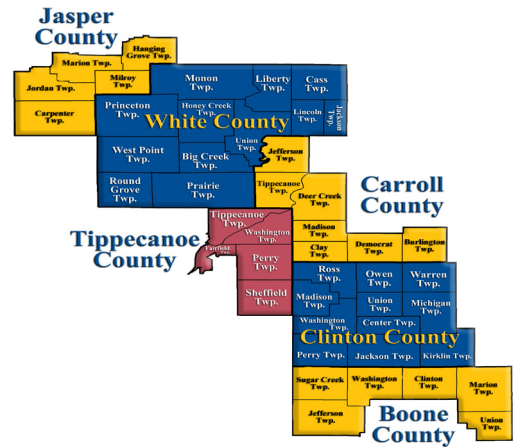 Jasper
County
Hanging
Grove Twp.
Marion Twp.
Milroy
Twp.
Jordan Twp.
Carpenter
Twp.
Monon
Twp.
Liberty
Twp.
Cass
Twp.
Princeton
Twp.
Honey Creek
Twp.
Lincoln
Twp.
Jackson
Twp.
White County
Union
Twp.
West Point
Twp.
Big Creek
Twp.
Jefferson
Twp.
Round
Grove
Twp.
Prairie
Twp.
Tippecanoe
Twp.
Deer Creek
Twp.
Carroll
County
Tippecanoe
County
Tippecanoe
Twp.
Washington
Twp.
Fairfield
Twp.
Perry
Twp.
Sheffield
Twp.
Madison
Twp.
Clay
Twp.
Democrat
Twp.
Burlington
Twp.
Ross
Twp.
Owen
Twp.
Warren
Twp.
Madison
Twp.
Union
Twp.
Michigan
Twp.
Washington
Twp.
Center Twp.
Clinton County
Perry Twp.
Jackson Twp.
Kirklin Twp.
Sugar Creek
Twp.
Washington
Twp.
Clinton
Twp.
Marion
Twp.
Jefferson
Twp.
Union
Twp.
Boone
County